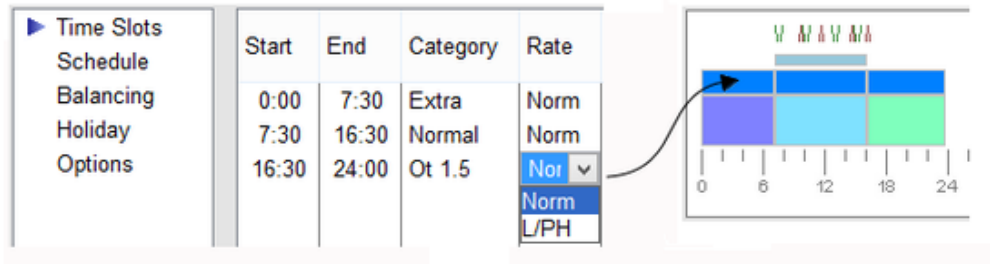 Time Slots
Schedule
Balancing
Holiday
Options
Start End Category Rate
0:00 7:30 Extra Norm
7:30 16:30 Normal Norm
16:30 24:00 Ot 1.5 Nor
Norm
L/PH
0 6 12 18 24